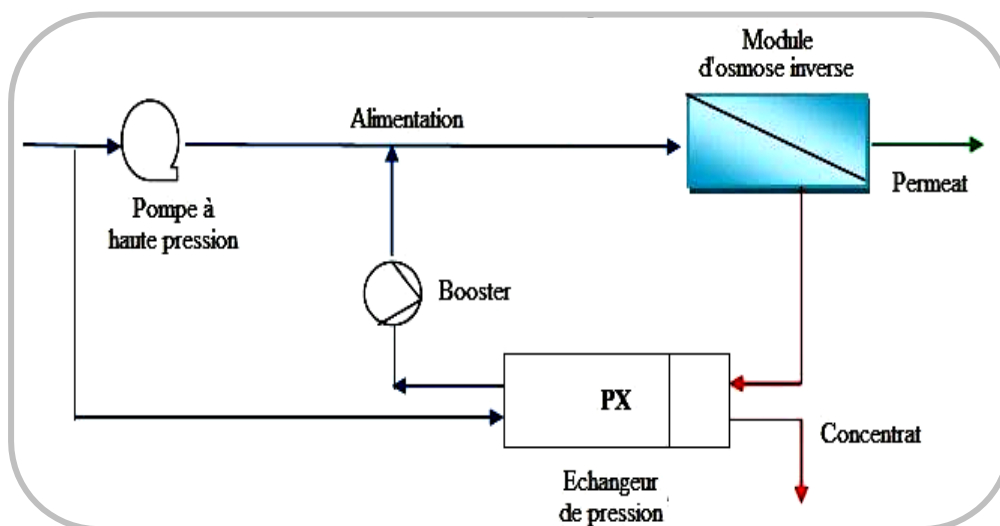 Module
d'osmose inverse
Alimentation
Permeat
Pompe à
haute pression
Booster
PX
Concentrat
Echangeur
de pression